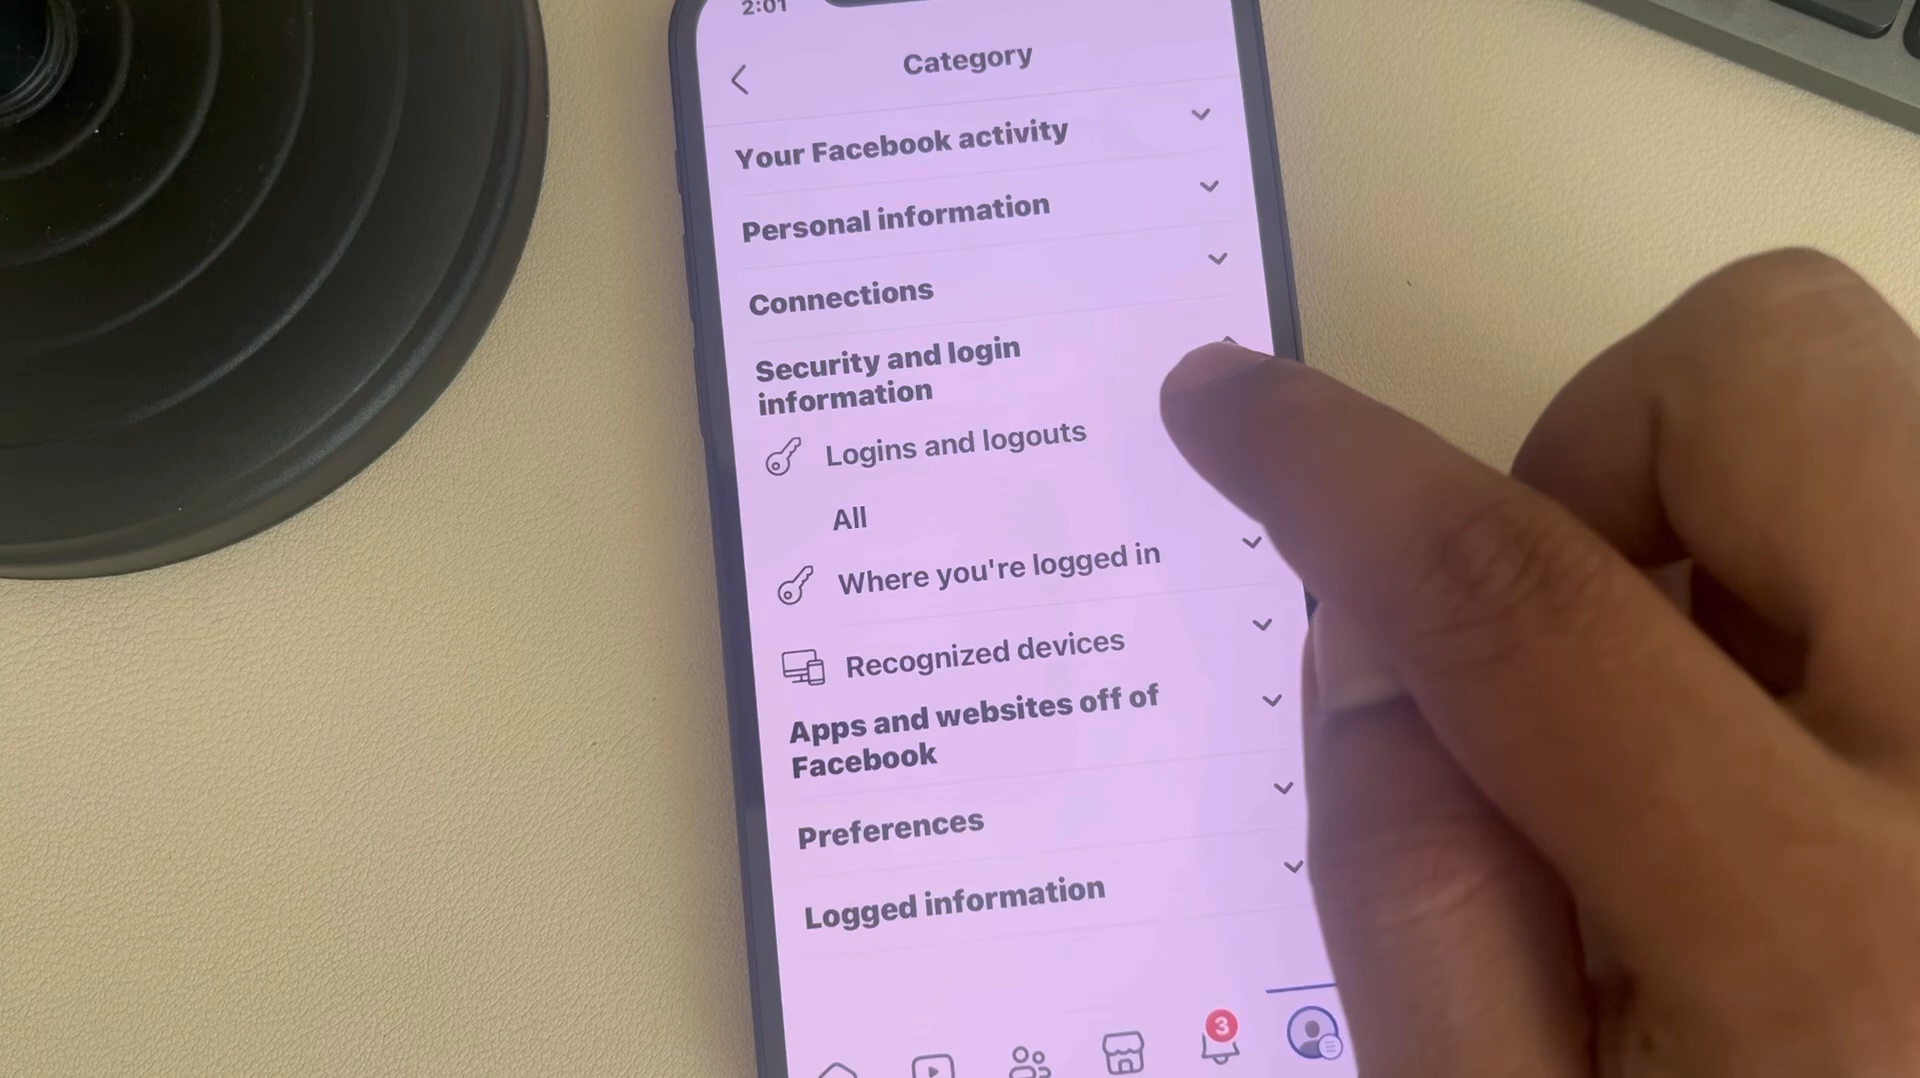 2:01
Category
Your Facebook activity
Personal information
Connections
Security and login
information
Logins and logouts
All
Where you're logged in
Recognized devices
Apps and websites off of
Facebook
Preferences
Logged information
3